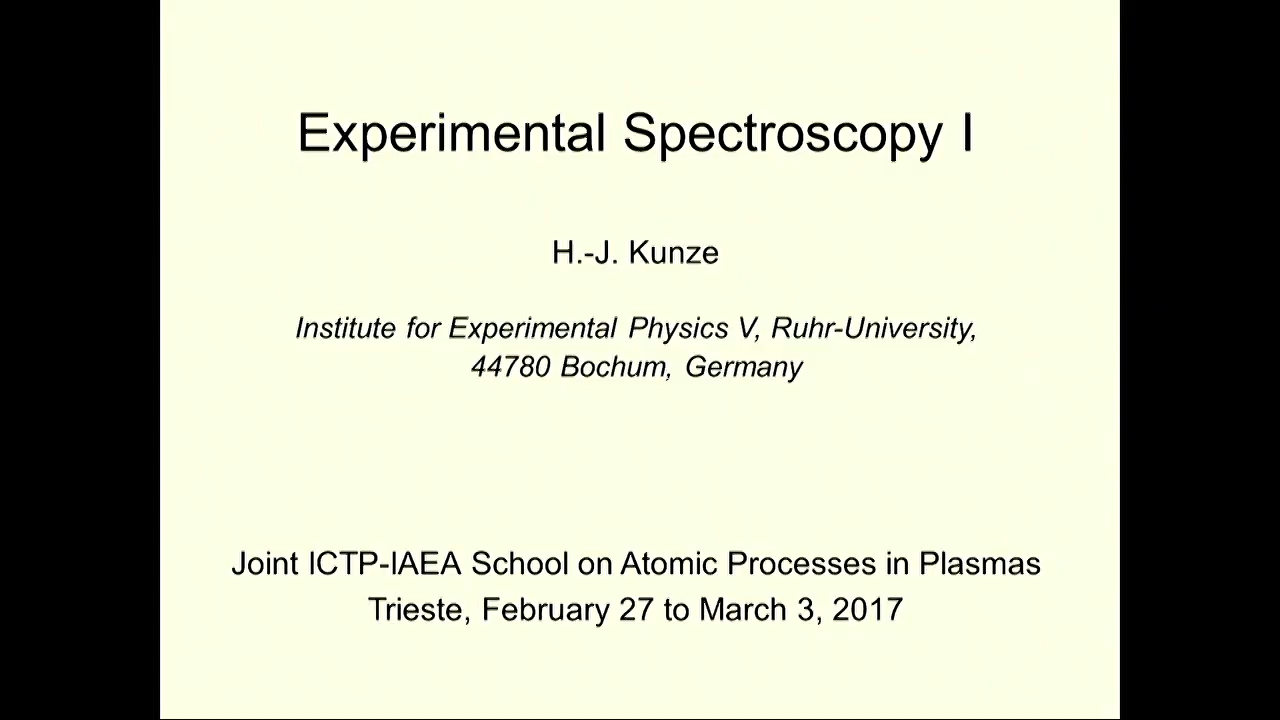 Experimental Spectroscopy I
H.-J. Kunze
Institute for Experimental Physics V, Ruhr-University,
44780 Bochum, Germany
Joint ICTP-IAEA School on Atomic Processes in Plasmas
Trieste, February 27 to March 3, 2017